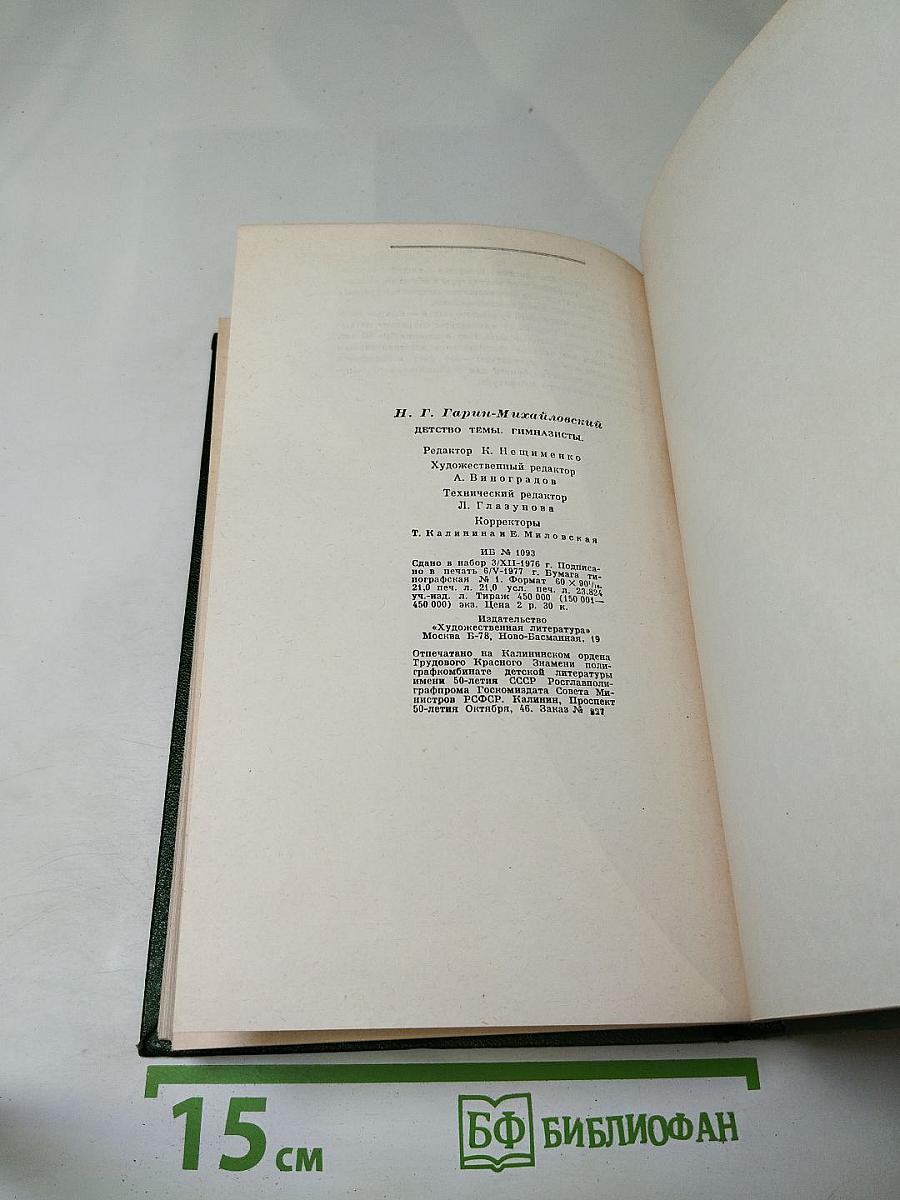 Н. Г. Гарин-Михайловский
ДЕТСТВО ТЕМЫ. ГИМНАЗИСТЫ.
Редактор К. Нещименко
Художественный редактор
А. Виноградов
Технический редактор
Л. Глазунова
Корректоры
Т. Калинина и Е. Миловская
ИБ № 1093
Сдано в набор 3/XII-1976 г. Подписа-
но в печать 6/V-1977 г. Бумага ти-
пографская № 1. Формат 60 × 90¹/₁₆.
21,0 печ. л. 21,0 усл. печ. л. 23.824
уч.-изд. л. Тираж 450 000 (150 001—
450 000) экз. Цена 2 р. 30 к.
Издательство
«Художественная литература»
Москва Б-78, Ново-Басманная, 19
Отпечатано на Калининском ордена
Трудового Красного Знамени поли-
графкомбинате детской литературы
имени 50-летия СССР Росглавполи-
графпрома Госкомиздата Совета Ми-
нистров РСФСР. Калинин, Проспект
50-летия Октября, 46. Заказ № 827
15 см
БФ БИБЛИОФАН